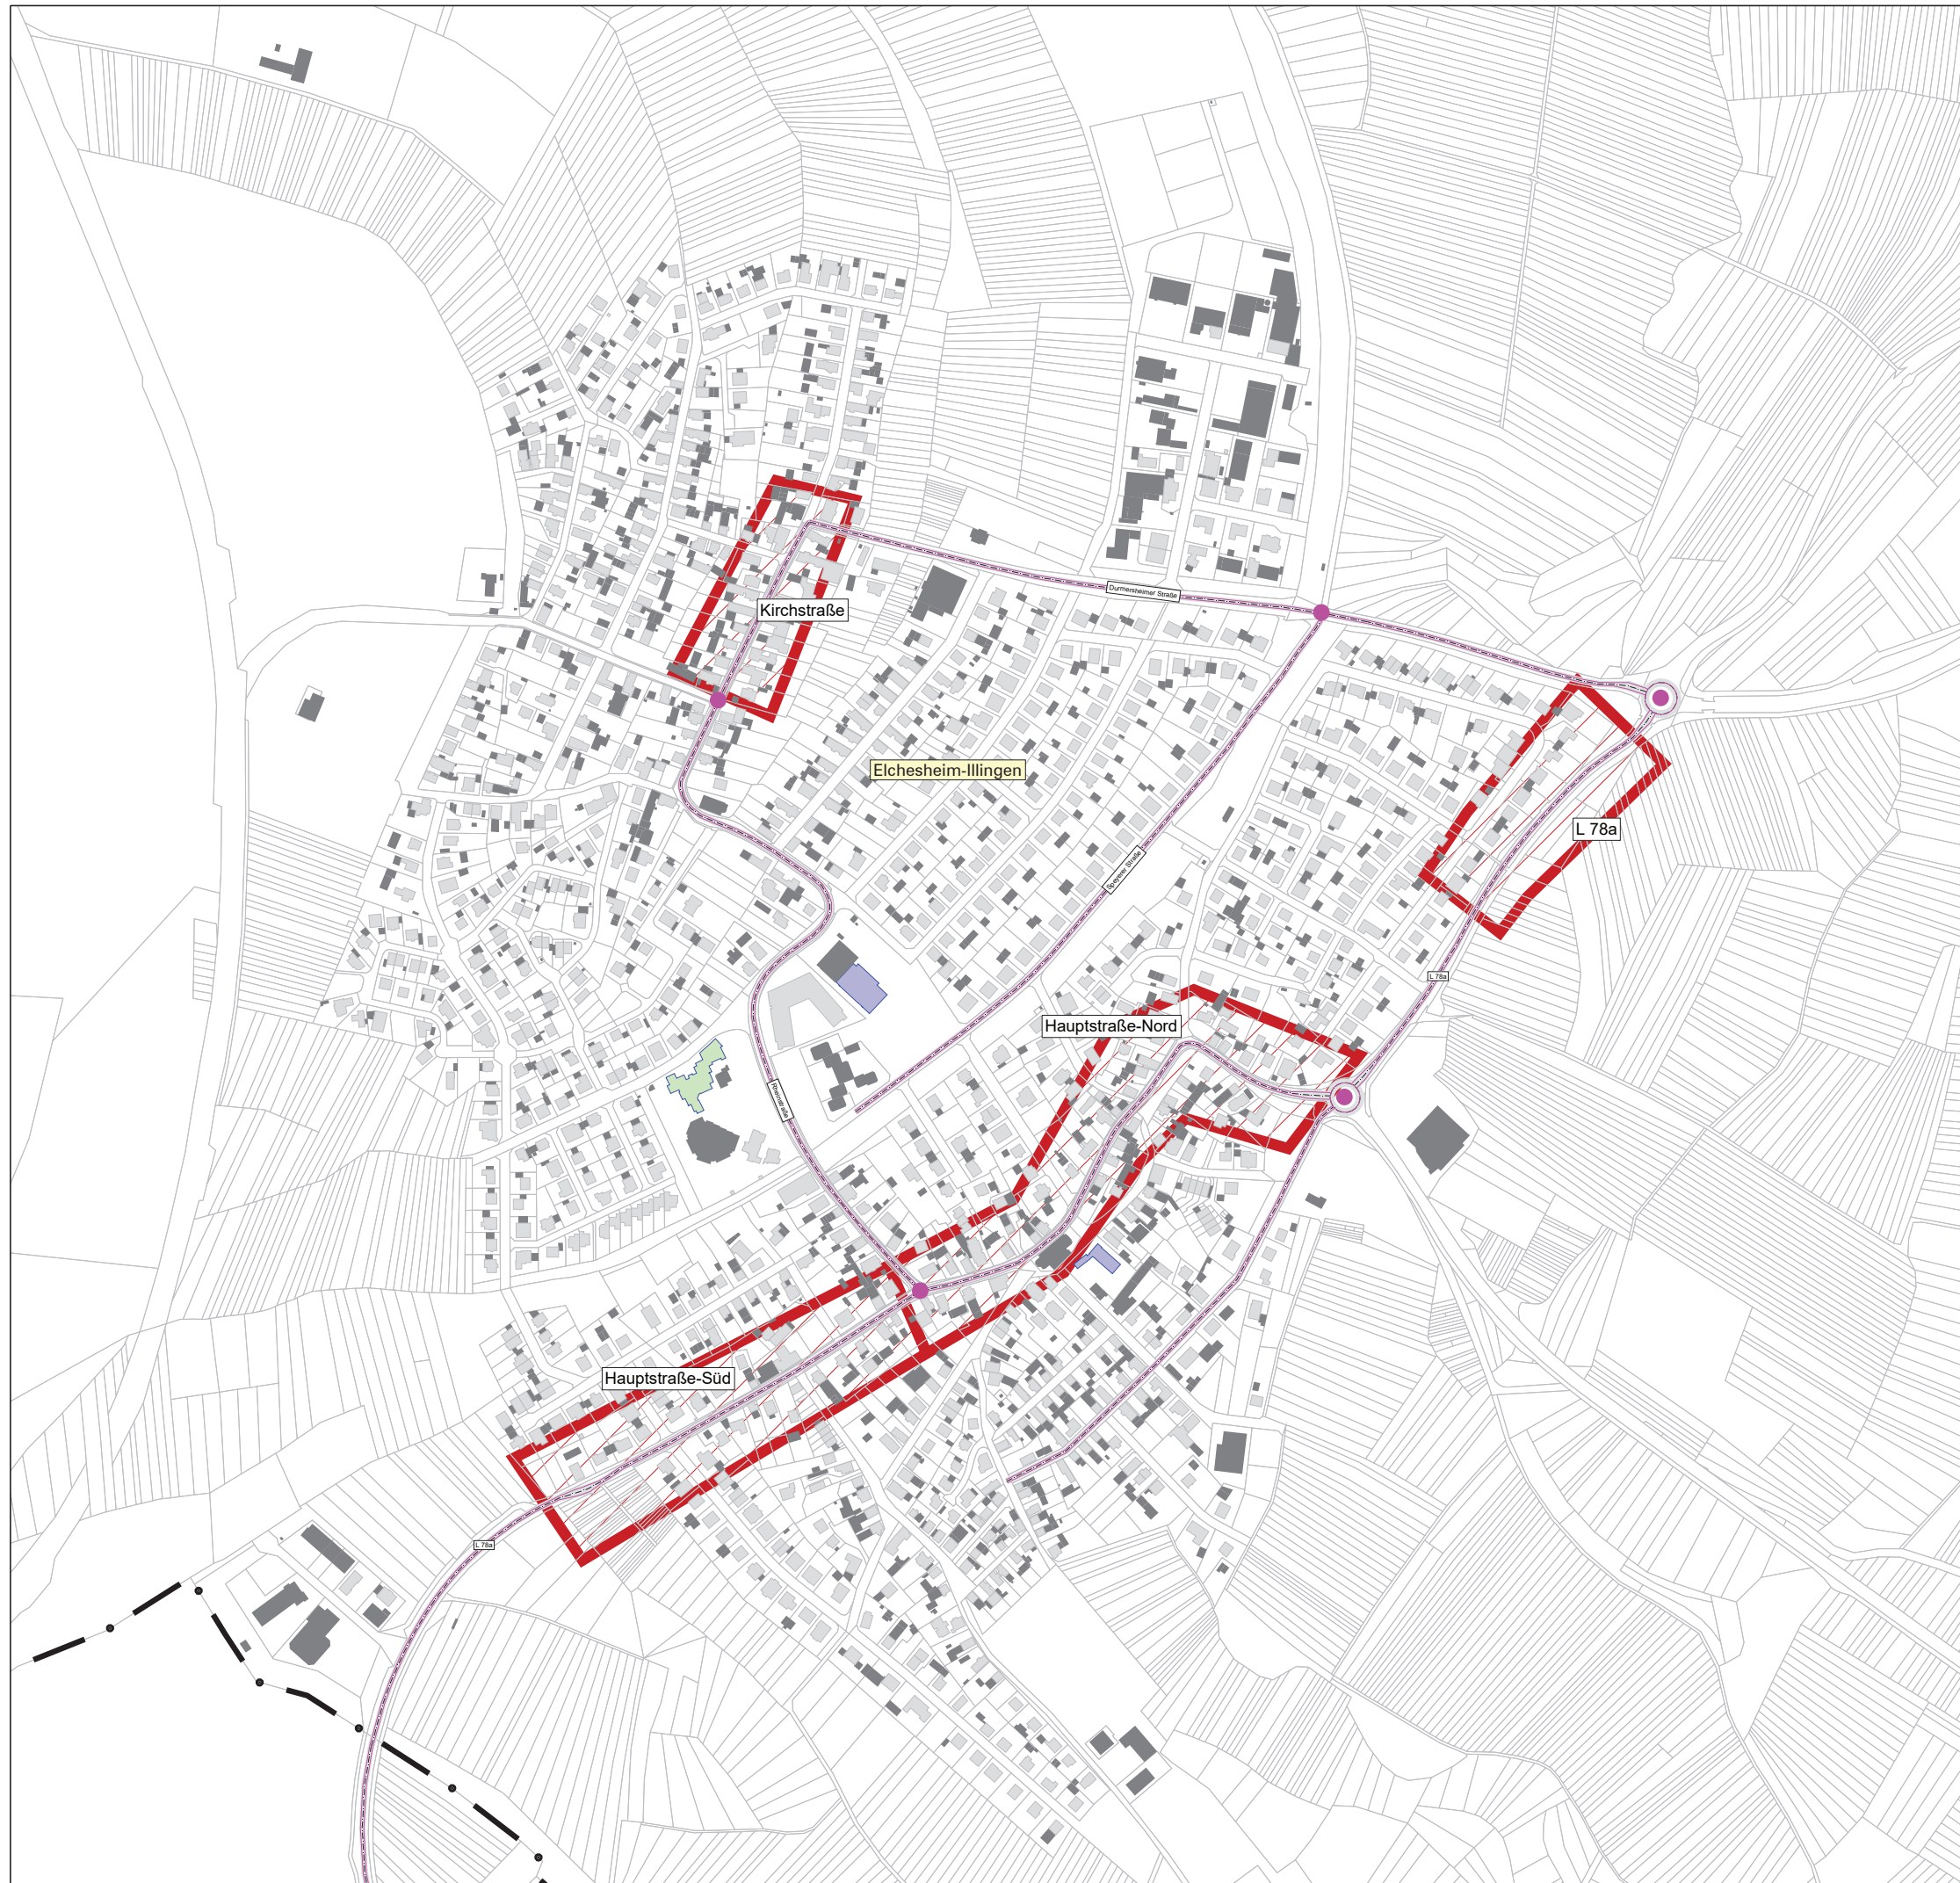 Durmersheimer Straße
Kirchstraße
Elchesheim-Illingen
L 78a
Speyerer Straße
L 78a
Hauptstraße-Nord
Rheinstraße
Hauptstraße-Süd
L 78a